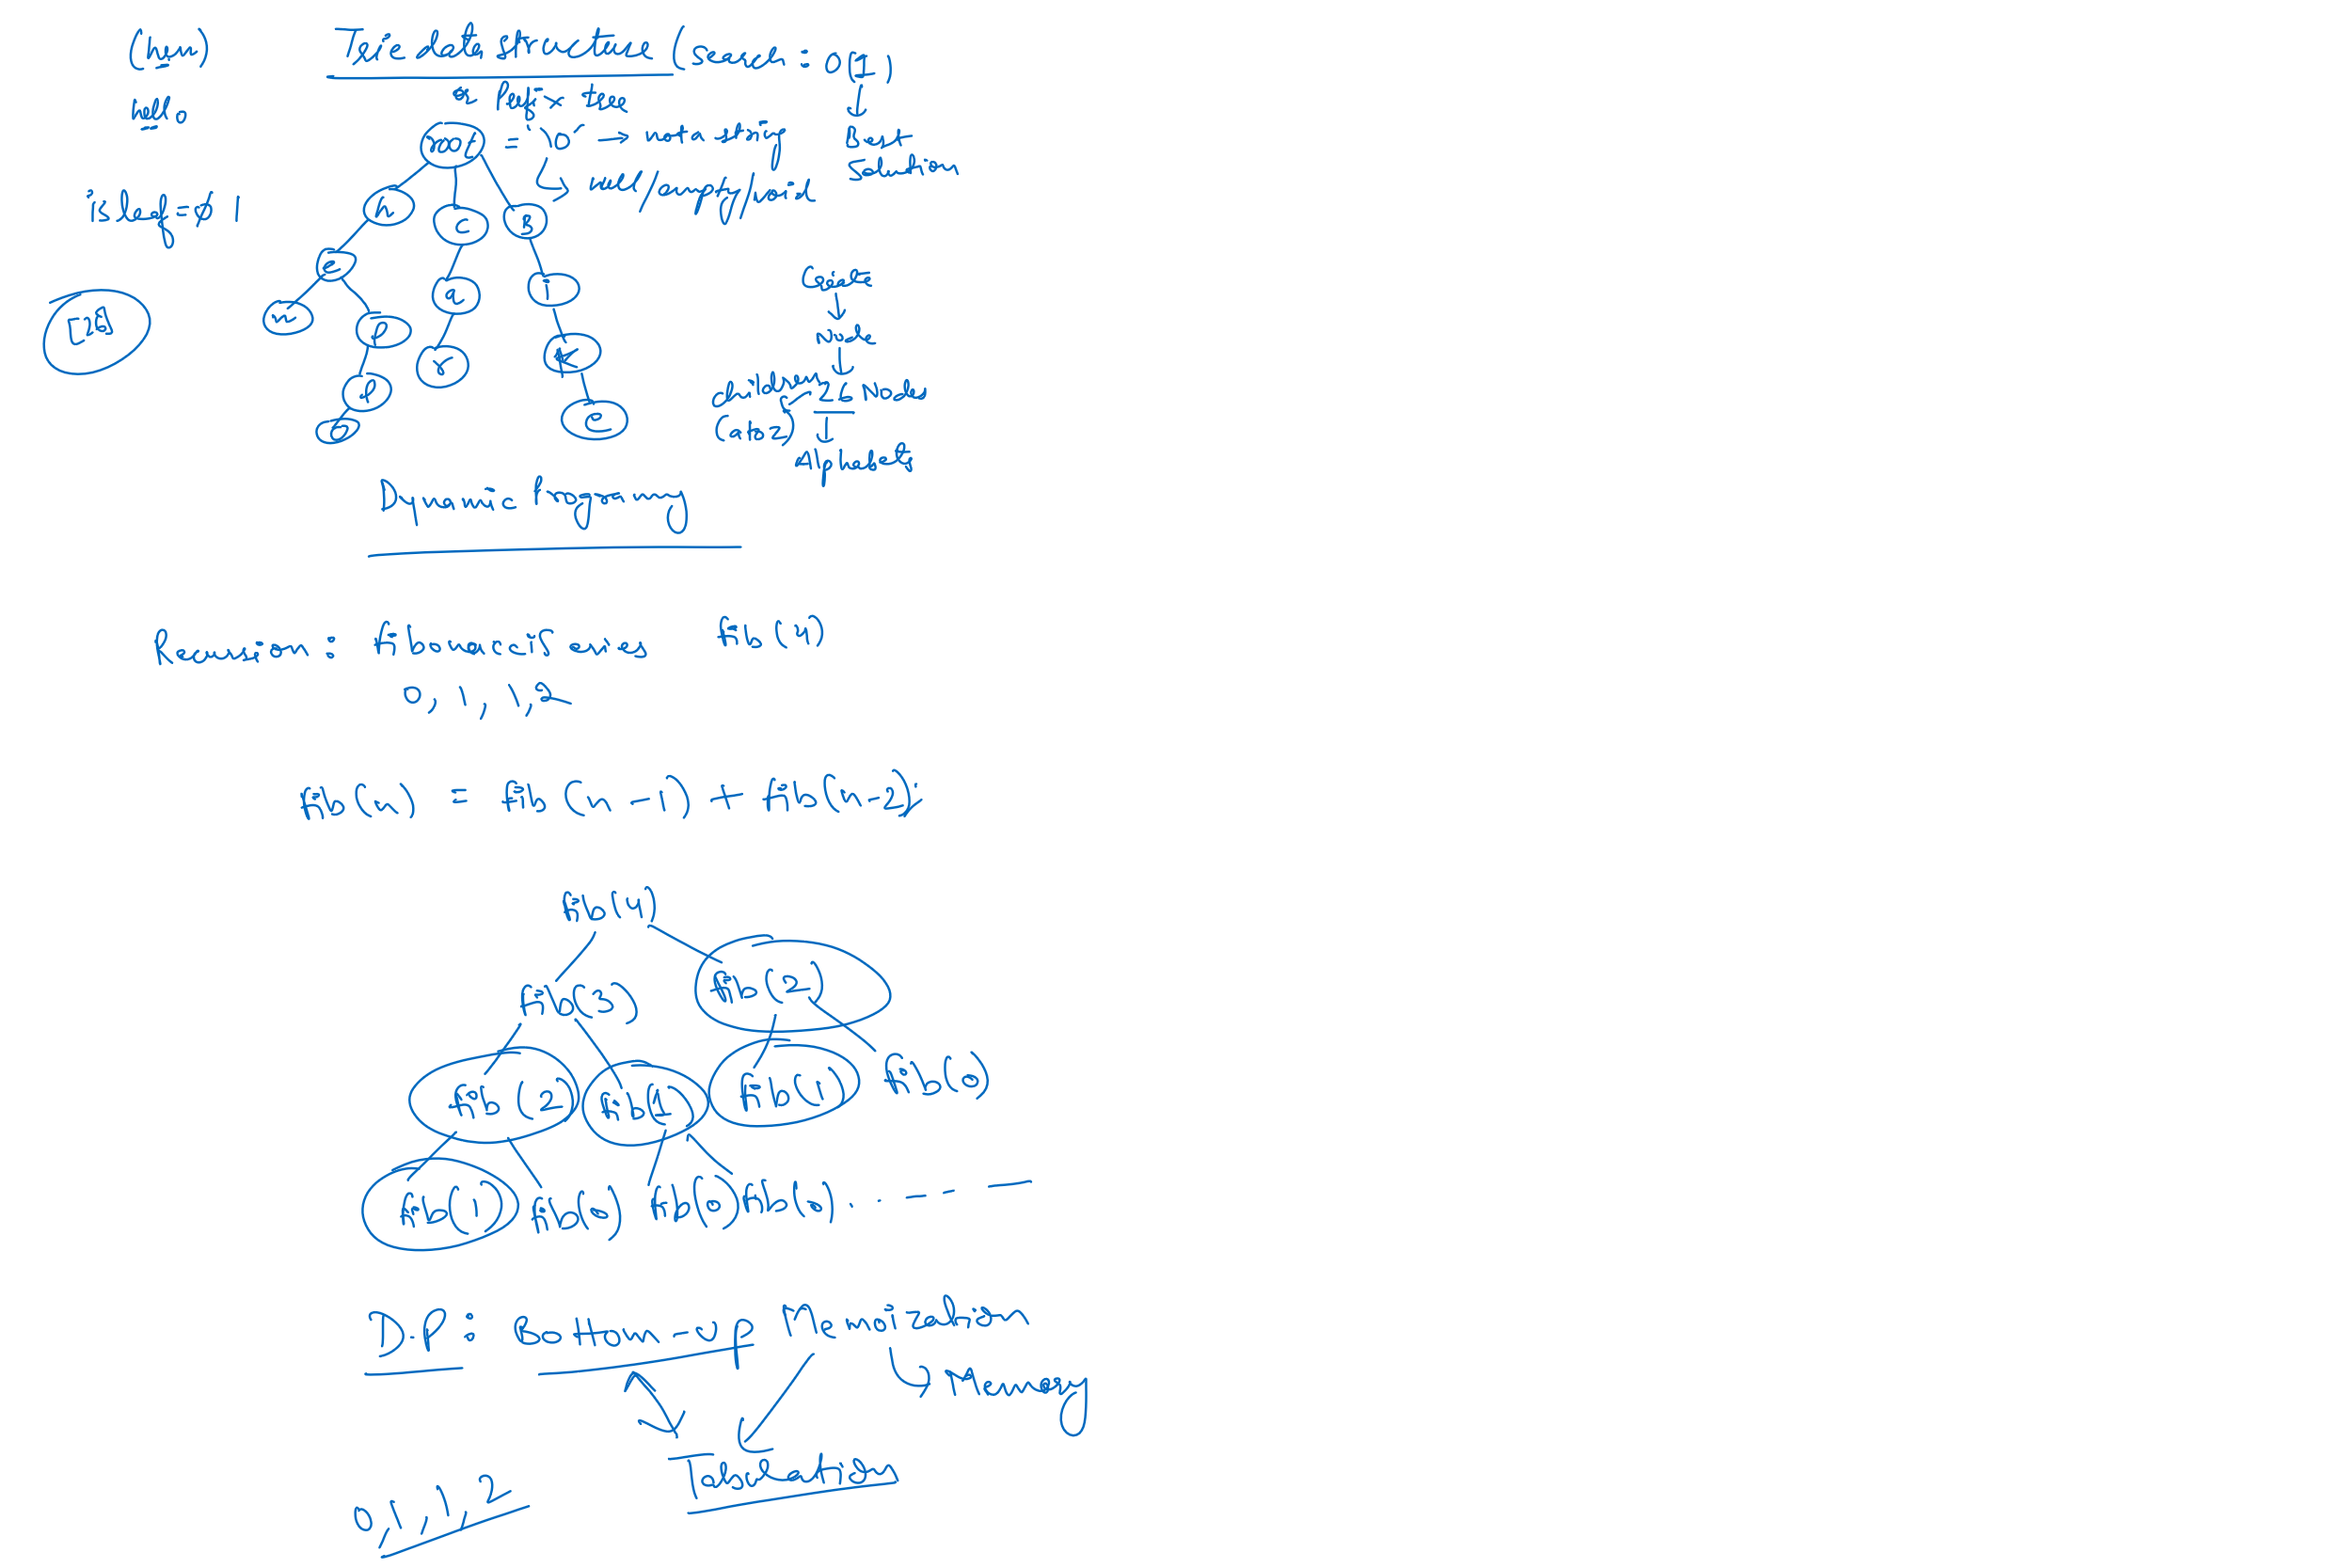 (hen)
hello
isleaf=0 1
[26]
Trie data structure (search : O(1)
or Prefix tree
Best
Solution
root = '\0' → not a string
null/empty/void
h c B
e a i
n l r k
l e
o
Create
Node
children → 26 Nodes
(a to z)
Alphabets
Dynamic Programg
Recursion : fibonacci series fib(4)
0, 1, 1, 2
fib(n) = fib(n-1) + fib(n-2);
fib(4)
fib(3) fib(2)
fib(2) fib(1) fib(1) fib(0)
fib(1) fib(0) fib(0) fib(0) . . - - —
D.P : Bottom-up Memoization
Memory
Tabulation
0, 1, 1, 2